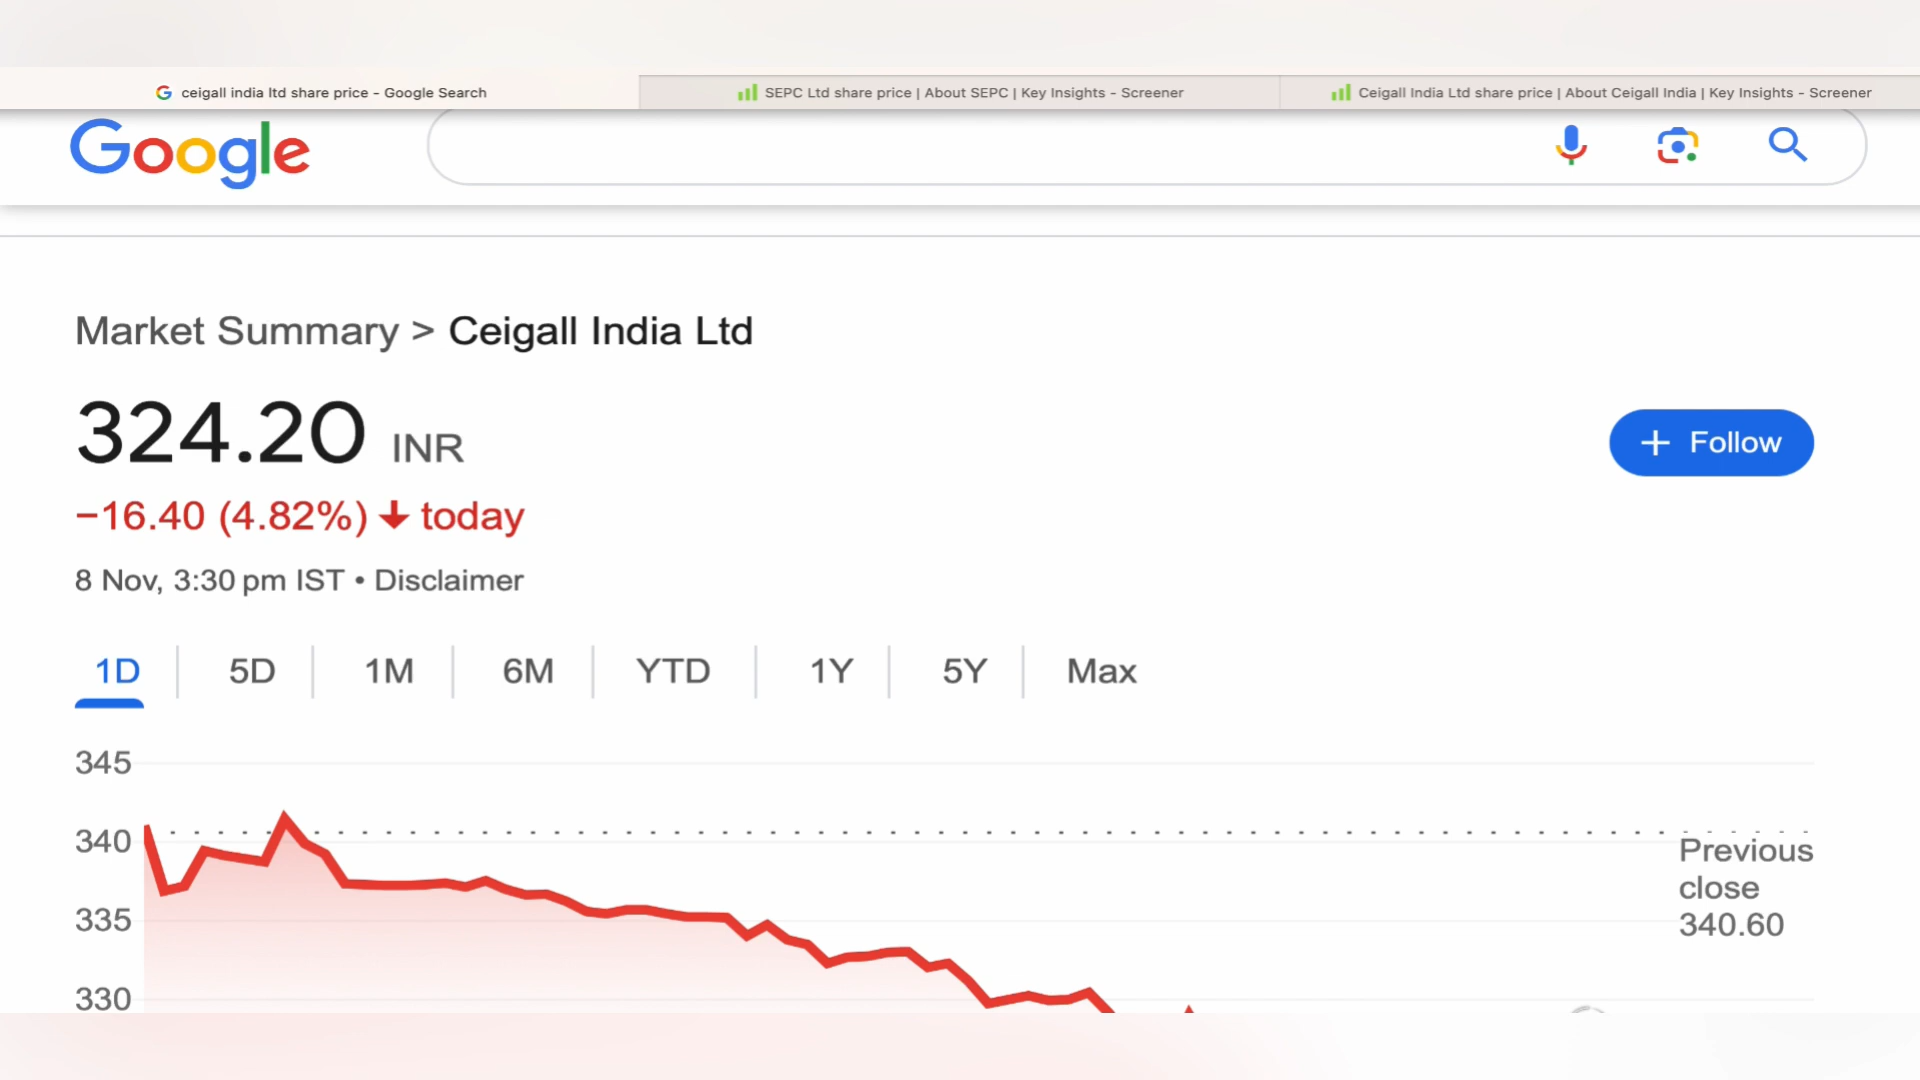 ceigall india ltd share price - Google Search
SEPC Ltd share price | About SEPC | Key Insights - Screener
Ceigall India Ltd share price | About Ceigall India | Key Insights - Screener
Google
Market Summary > Ceigall India Ltd
324.20 INR
+ Follow
−16.40 (4.82%) ↓ today
8 Nov, 3:30 pm IST • Disclaimer
1D 5D 1M 6M YTD 1Y 5Y Max
345
340
335
330
Previous
close
340.60